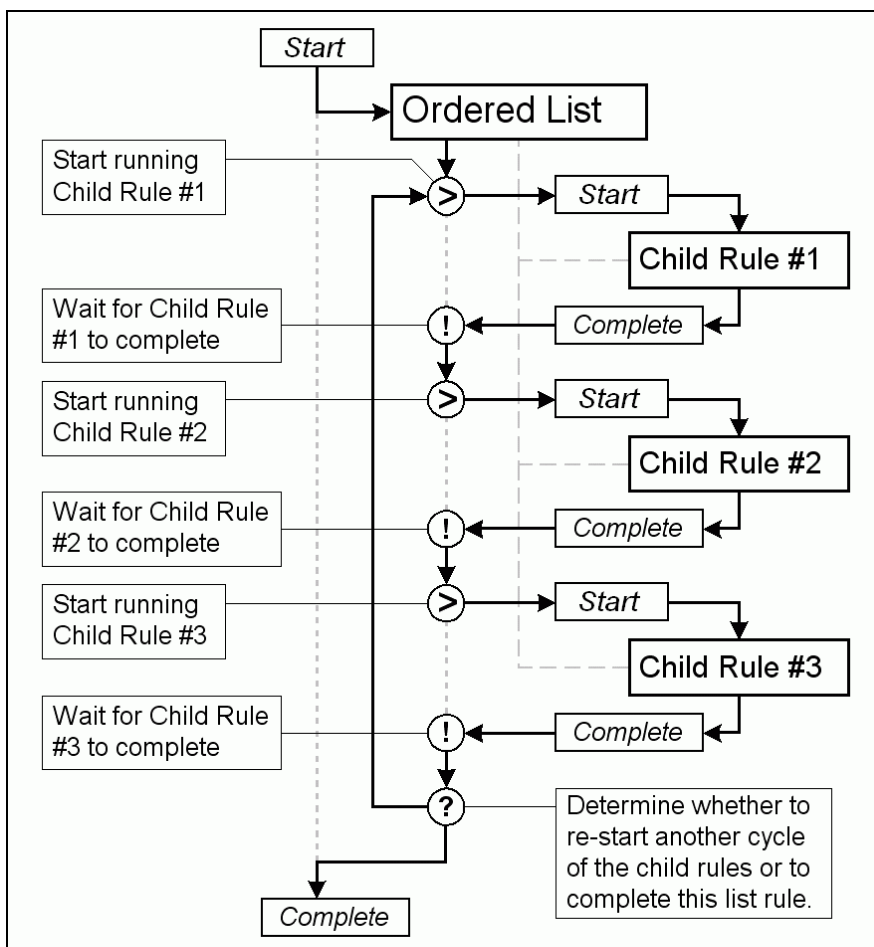 Start
Ordered List
Start running
Child Rule #1
>
Start
Child Rule #1
Wait for Child Rule
#1 to complete
!
Complete
Start running
Child Rule #2
>
Start
Child Rule #2
Wait for Child Rule
#2 to complete
!
Complete
Start running
Child Rule #3
>
Start
Child Rule #3
Wait for Child Rule
#3 to complete
!
Complete
?
Determine whether to
re-start another cycle
of the child rules or to
complete this list rule.
Complete